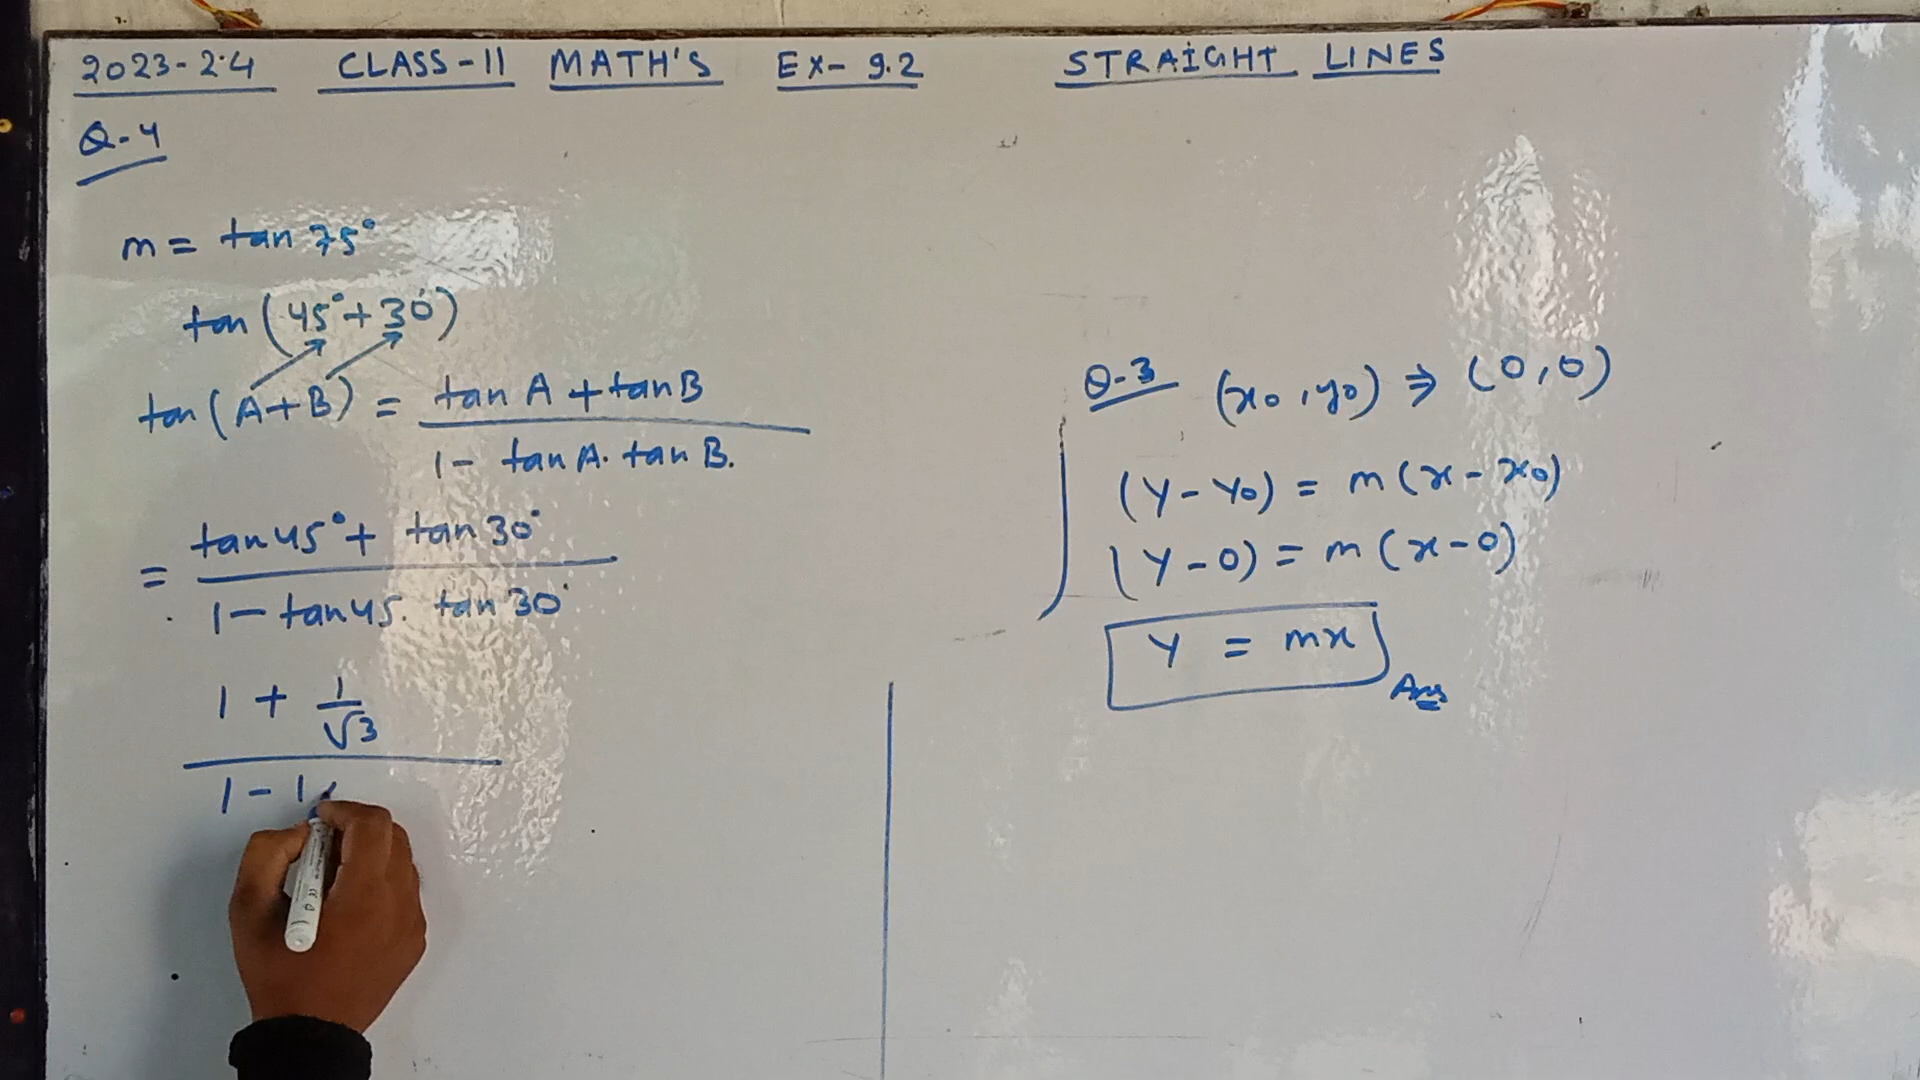 2023-24 CLASS-11 MATH'S EX-9.2 STRAIGHT LINES
Q-4
m = tan 75°
tan (45° + 30°)
tan (A+B) = tan A + tan B
1 - tan A. tan B.
= tan 45° + tan 30°
1 - tan 45. tan 30°
1 + 1/√3
1 - 1
Q-3 (x0, y0) ⇒ (0,0)
(Y-Y0) = m(x-x0)
(Y-0) = m(x-0)
Y = mx
Ans